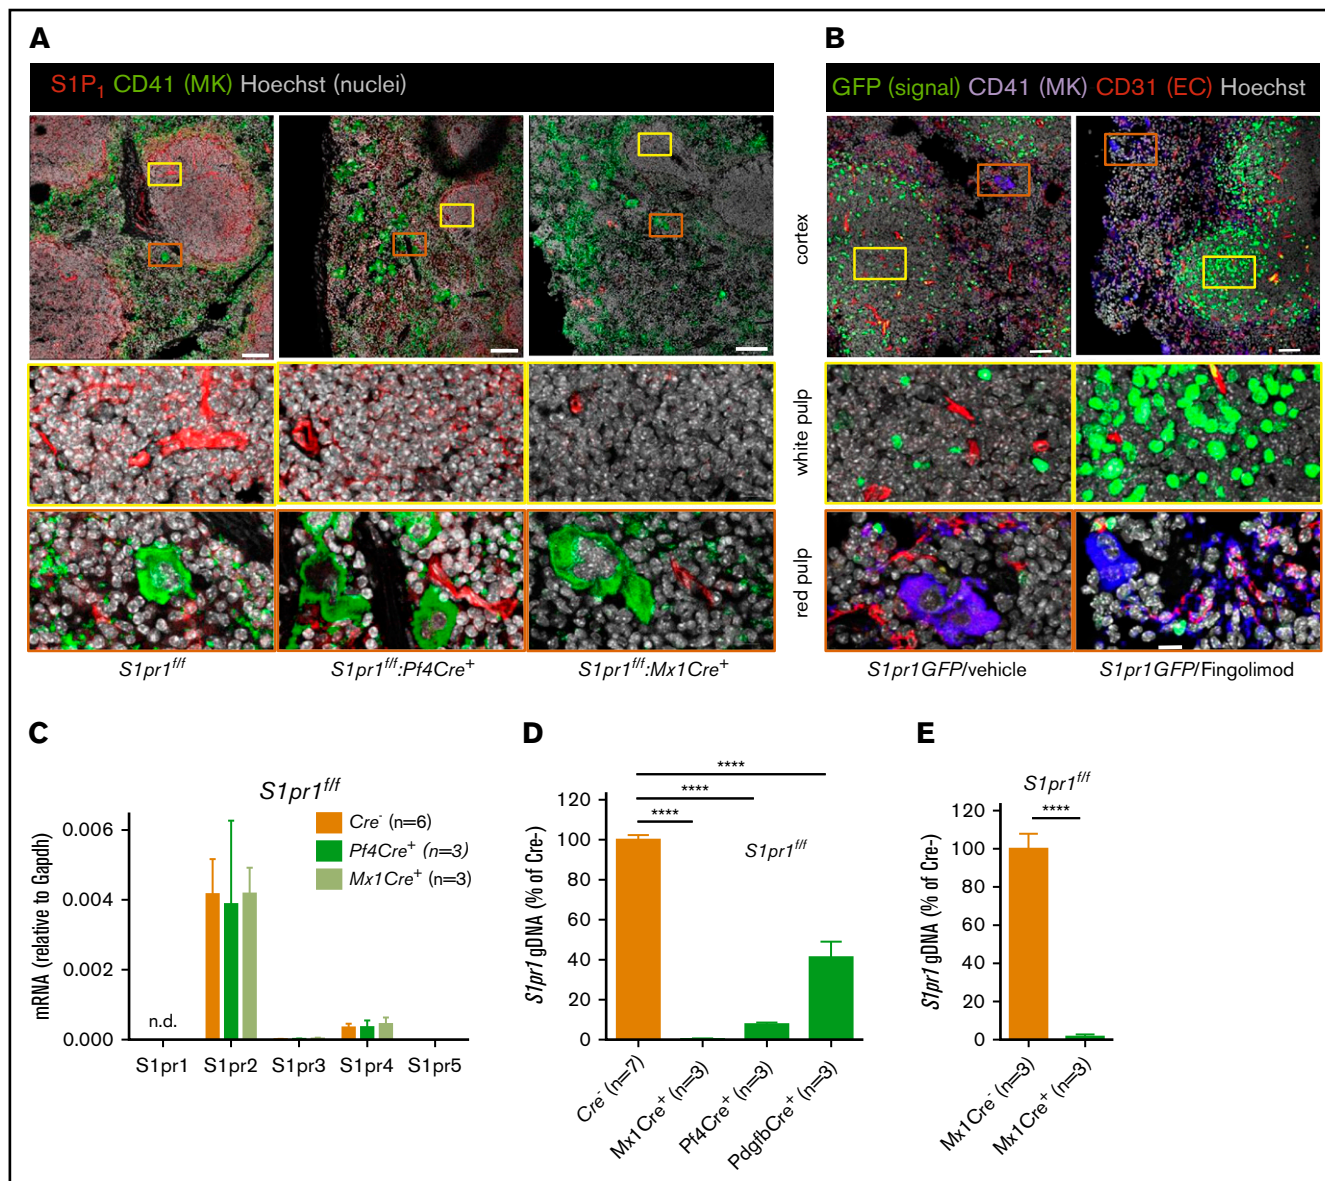 A
S1P1 CD41 (MK) Hoechst (nuclei)
S1pr1f/f
S1pr1f/f:Pf4Cre+
S1pr1f/f:Mx1Cre+
B
GFP (signal) CD41 (MK) CD31 (EC) Hoechst
cortex
white pulp
red pulp
S1pr1GFP/vehicle
S1pr1GFP/Fingolimod
C
S1pr1f/f
Cre- (n=6)
Pf4Cre+ (n=3)
Mx1Cre+ (n=3)
mRNA (relative to Gapdh)
0.006
0.004
0.002
0.000
n.d.
S1pr1 S1pr2 S1pr3 S1pr4 S1pr5
D
****
****
****
S1pr1f/f
S1pr1 gDNA (% of Cre-)
120
100
80
60
40
20
0
Cre- (n=7)
Mx1Cre+ (n=3)
Pf4Cre+ (n=3)
PdgfbCre+ (n=3)
E
S1pr1f/f
****
S1pr1 gDNA (% of Cre-)
120
100
80
60
40
20
0
Mx1Cre- (n=3)
Mx1Cre+ (n=3)